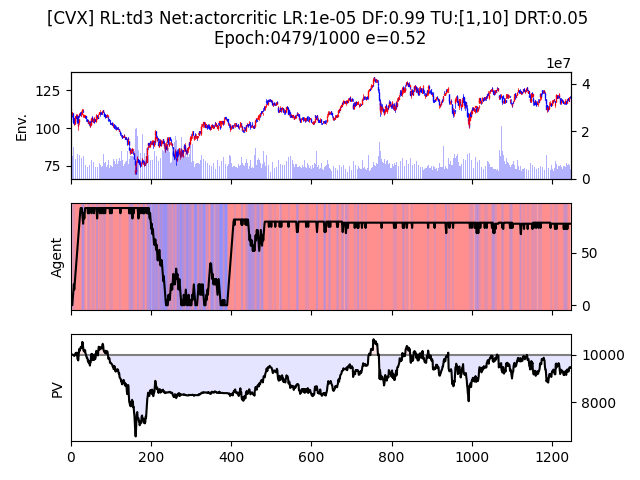 [CVX] RL:td3 Net:actorcritic LR:1e-05 DF:0.99 TU:[1,10] DRT:0.05
Epoch:0479/1000 e=0.52
1e7
Env.
125
100
75
4
2
0
Agent
50
0
PV
10000
8000
0
200
400
600
800
1000
1200